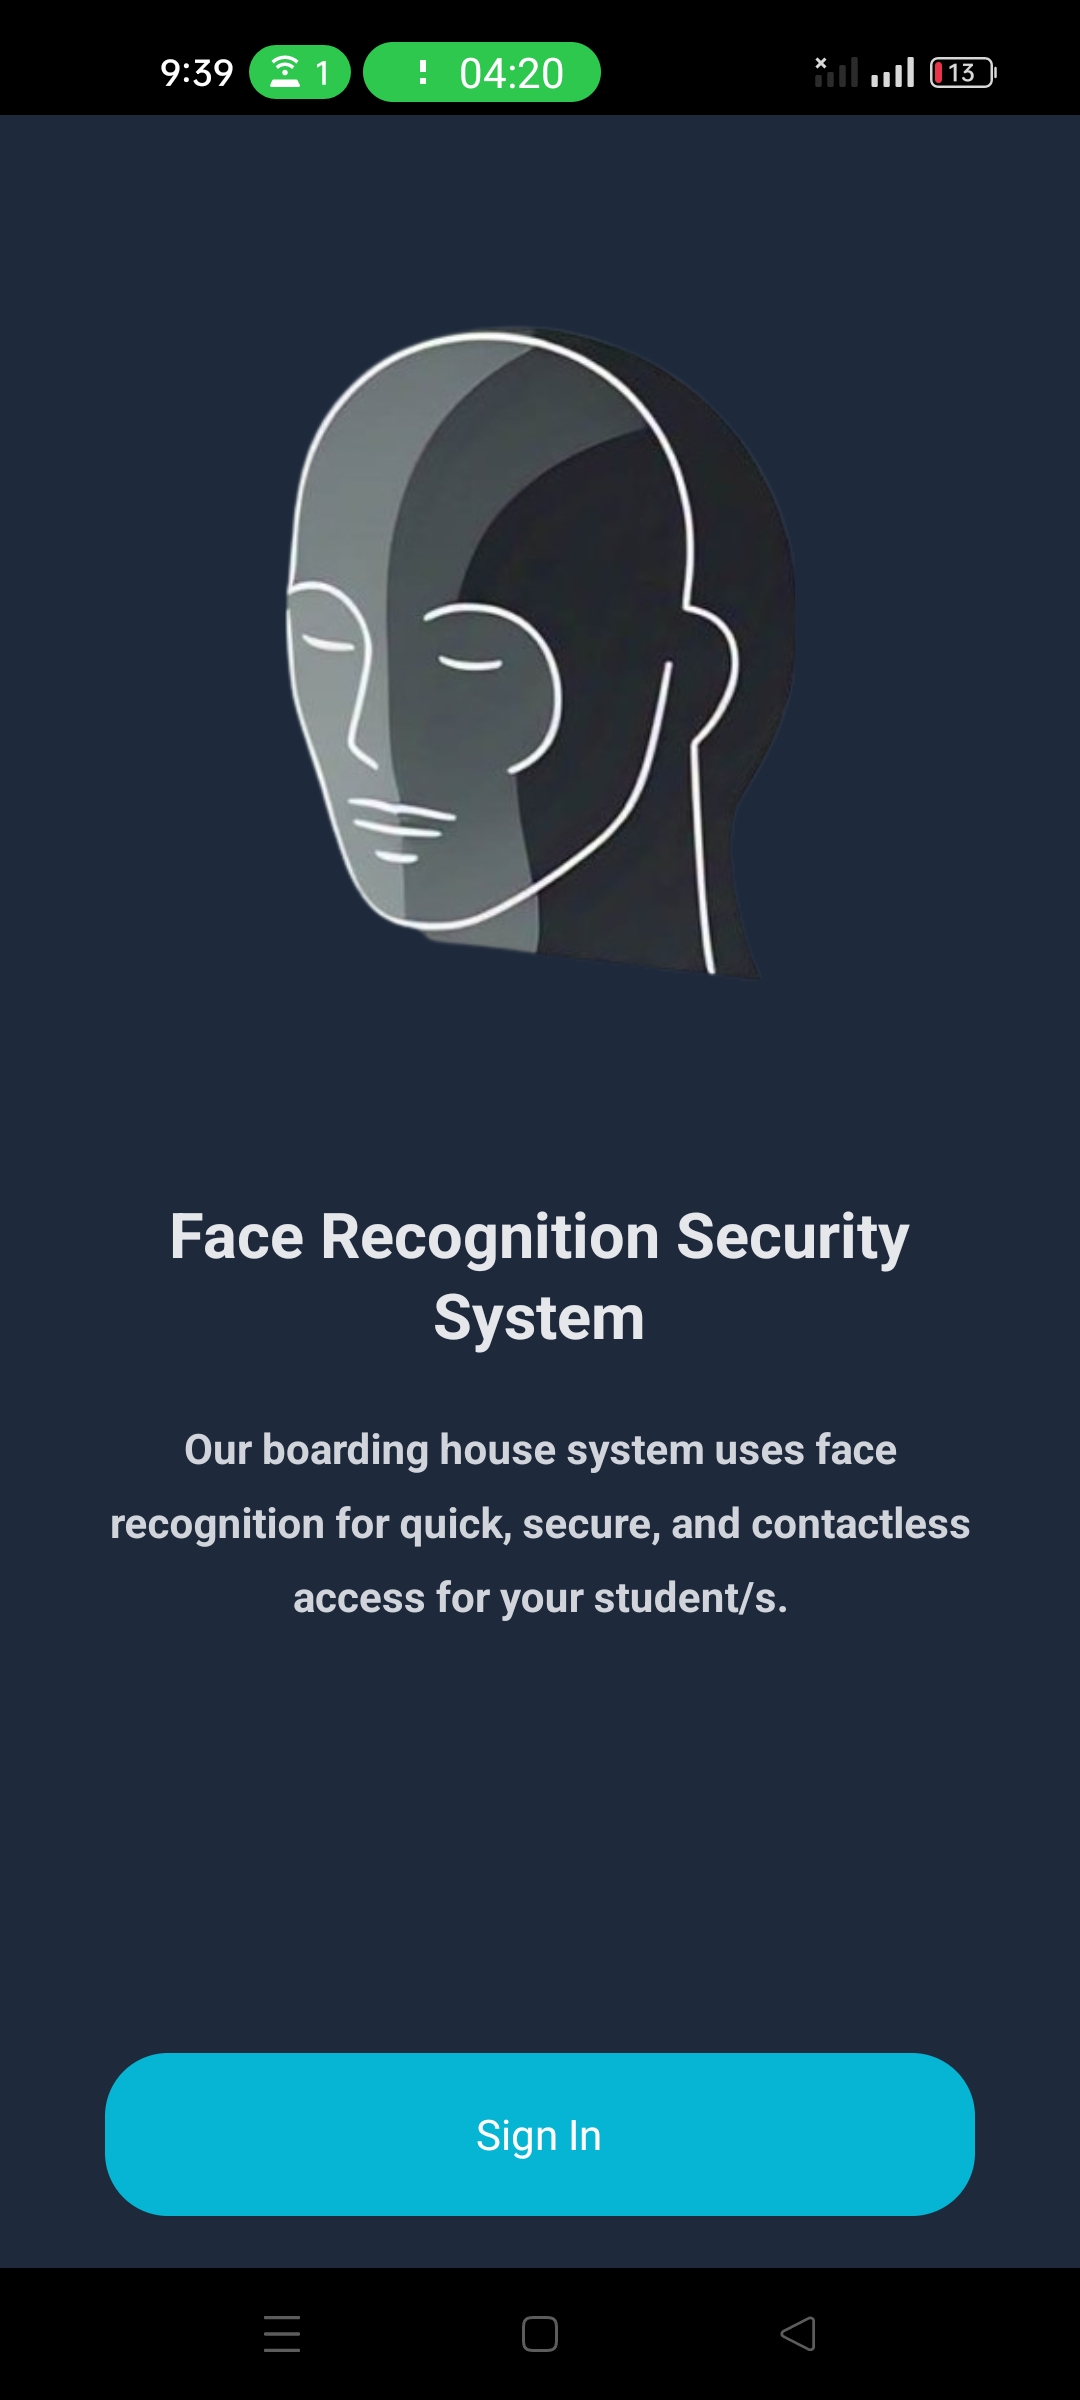 9:39 1 04:20 13
Face Recognition Security
System
Our boarding house system uses face
recognition for quick, secure, and contactless
access for your student/s.
Sign In